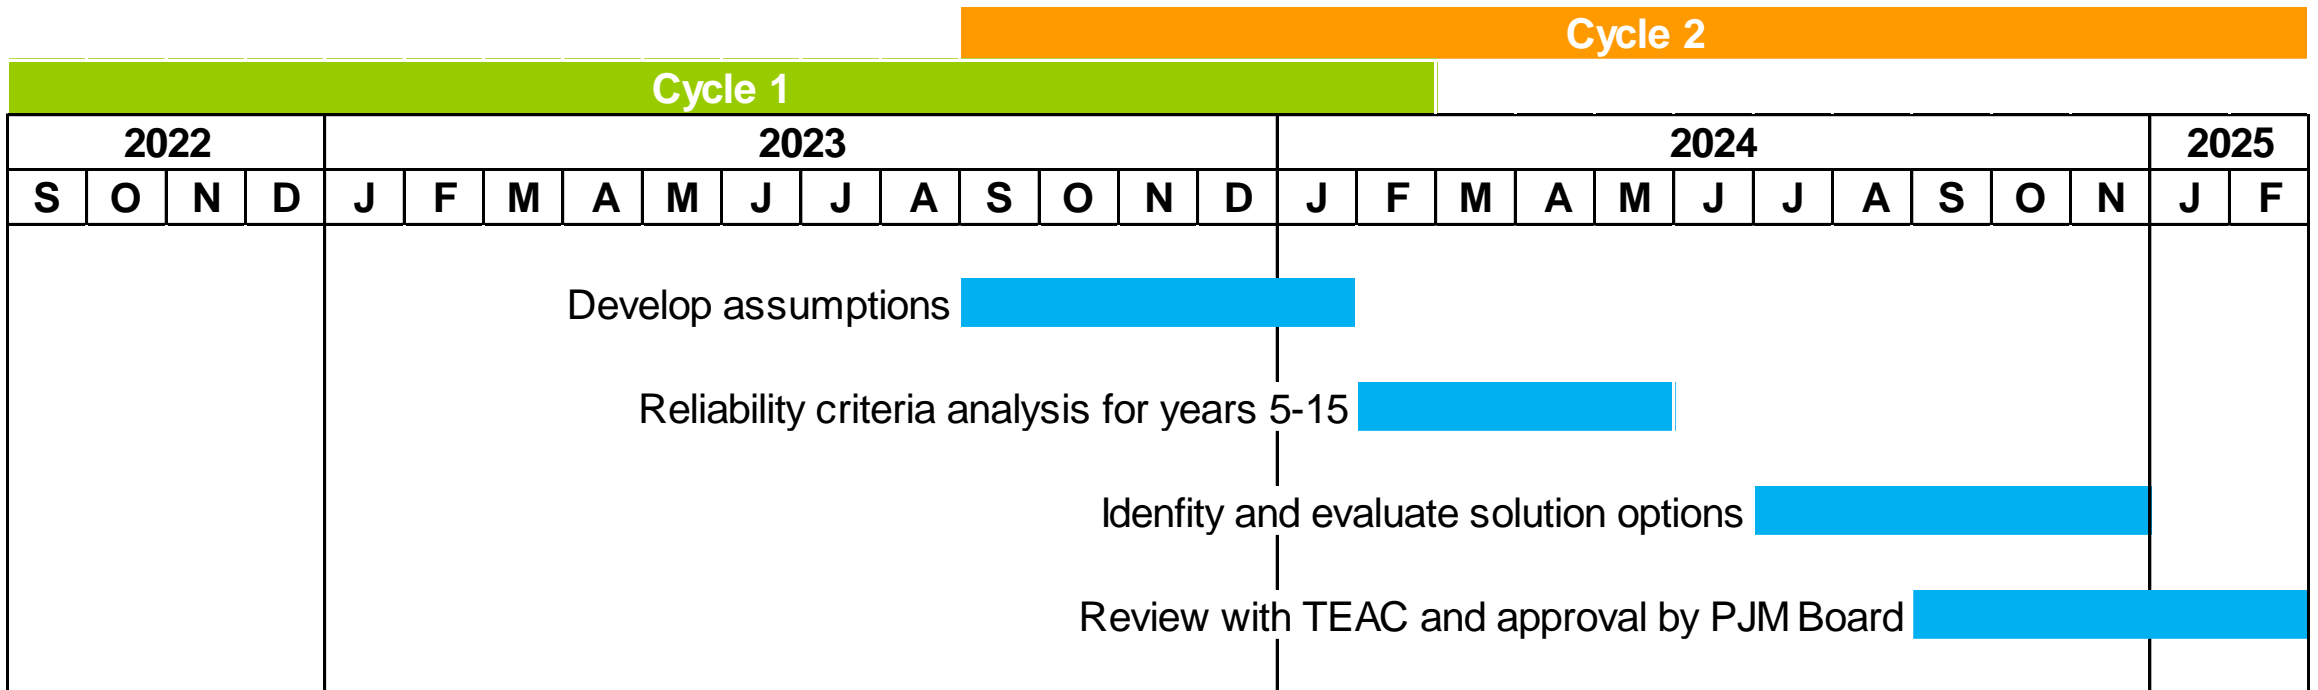 Cycle 2
Cycle 1
2022 2023 2024 2025
S O N D J F M A M J J A S O N D J F M A M J J A S O N J F
Develop assumptions
Reliability criteria analysis for years 5-15
Idenfity and evaluate solution options
Review with TEAC and approval by PJM Board